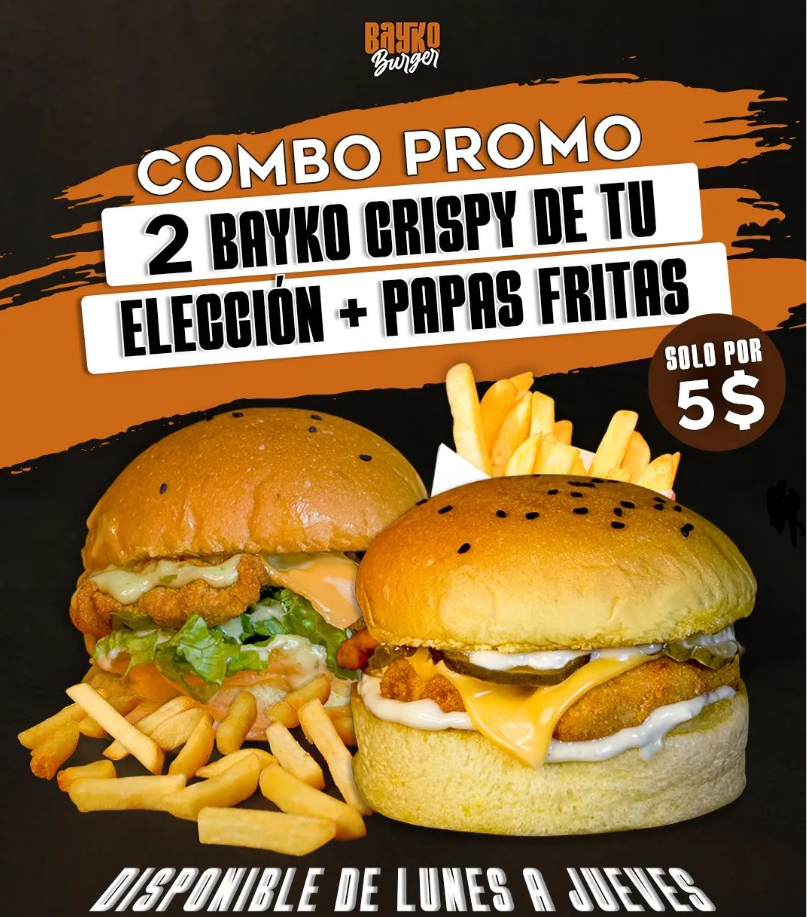 BAYKO
Burger
COMBO PROMO
2 BAYKO CRISPY DE TU
ELECCIÓN + PAPAS FRITAS
SOLO POR
5$
DISPONIBLE DE LUNES A JUEVES